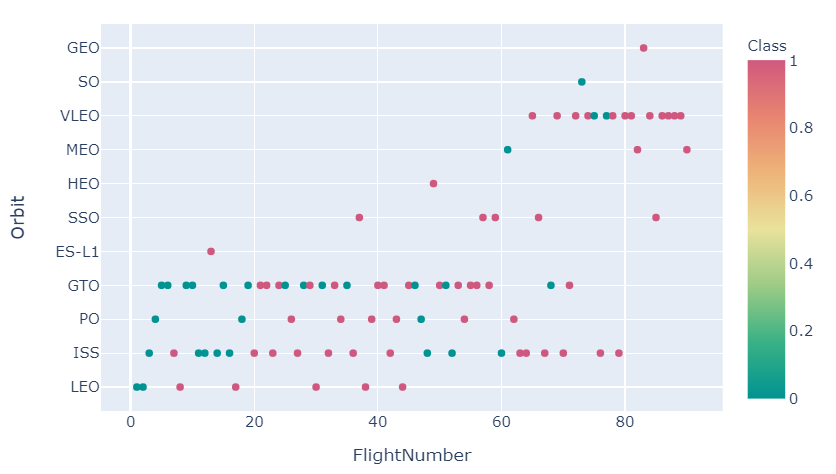 Class
GEO
SO
VLEO
MEO
HEO
SSO
ES-L1
GTO
PO
ISS
LEO
Orbit
0
20
40
60
80
FlightNumber
1
0.8
0.6
0.4
0.2
0